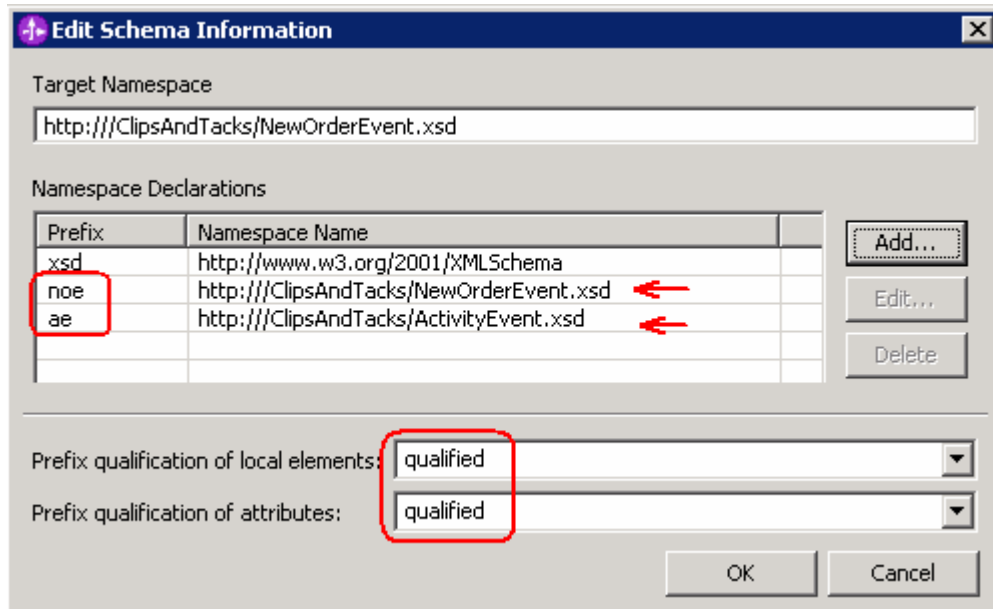 Edit Schema Information
Target Namespace
http:///ClipsAndTacks/NewOrderEvent.xsd
Namespace Declarations
Prefix Namespace Name
xsd http://www.w3.org/2001/XMLSchema
noe http:///ClipsAndTacks/NewOrderEvent.xsd
ae http:///ClipsAndTacks/ActivityEvent.xsd
Add...
Edit...
Delete
Prefix qualification of local elements: qualified
Prefix qualification of attributes: qualified
OK Cancel